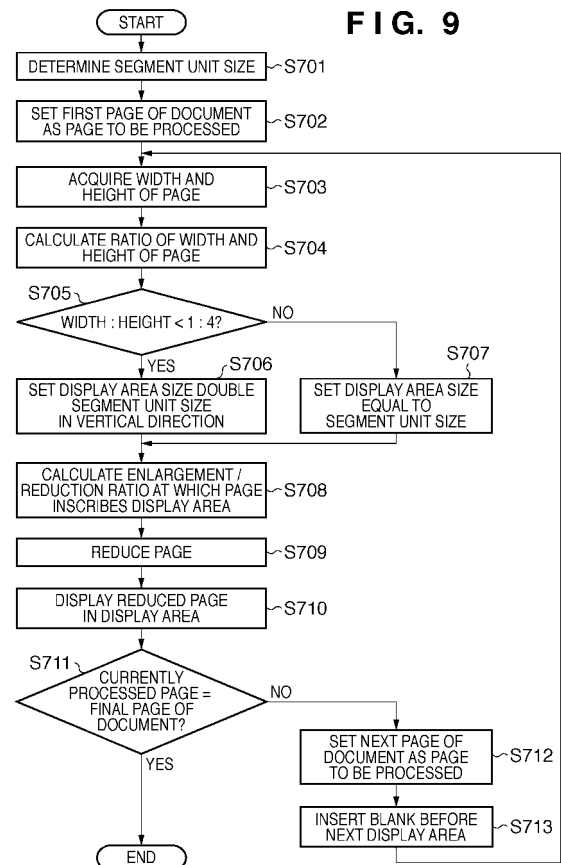 FIG. 9
START
DETERMINE SEGMENT UNIT SIZE
S701
SET FIRST PAGE OF DOCUMENT
AS PAGE TO BE PROCESSED
S702
ACQUIRE WIDTH AND
HEIGHT OF PAGE
S703
CALCULATE RATIO OF WIDTH AND
HEIGHT OF PAGE
S704
S705
WIDTH : HEIGHT < 1 : 4?
NO
YES
S706
SET DISPLAY AREA SIZE DOUBLE
SEGMENT UNIT SIZE
IN VERTICAL DIRECTION
S707
SET DISPLAY AREA SIZE
EQUAL TO
SEGMENT UNIT SIZE
CALCULATE ENLARGEMENT /
REDUCTION RATIO AT WHICH PAGE
INSCRIBES DISPLAY AREA
S708
REDUCE PAGE
S709
DISPLAY REDUCED PAGE
IN DISPLAY AREA
S710
S711
CURRENTLY
PROCESSED PAGE =
FINAL PAGE OF
DOCUMENT?
NO
YES
SET NEXT PAGE OF
DOCUMENT AS PAGE
TO BE PROCESSED
S712
INSERT BLANK BEFORE
NEXT DISPLAY AREA
S713
END